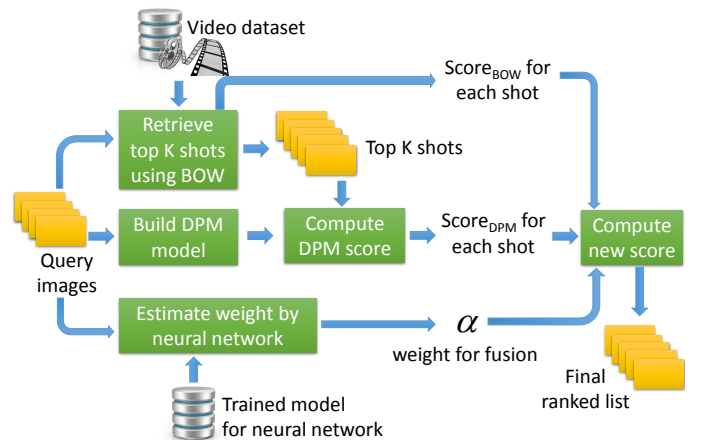 Video dataset
Score_BOW for
each shot
Retrieve
top K shots
using BOW
Top K shots
Build DPM
model
Compute
DPM score
Score_DPM for
each shot
Compute
new score
Query
images
Estimate weight by
neural network
α
weight for fusion
Final
ranked list
Trained model
for neural network